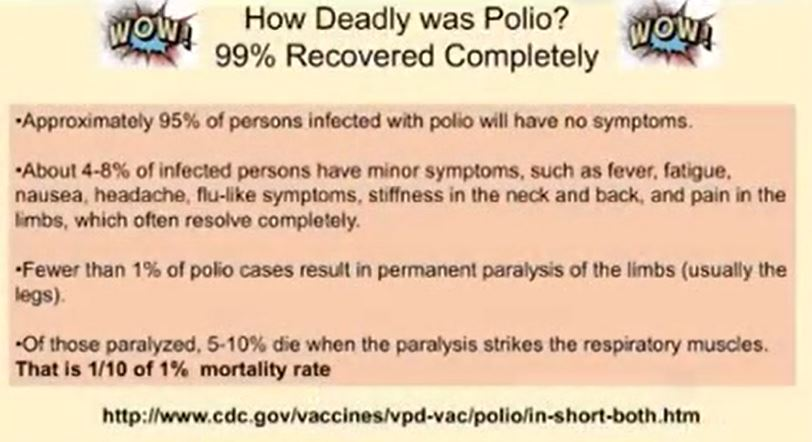 WOW! How Deadly was Polio? WOW!
99% Recovered Completely
•Approximately 95% of persons infected with polio will have no symptoms.
•About 4-8% of infected persons have minor symptoms, such as fever, fatigue,
nausea, headache, flu-like symptoms, stiffness in the neck and back, and pain in the
limbs, which often resolve completely.
•Fewer than 1% of polio cases result in permanent paralysis of the limbs (usually the
legs).
•Of those paralyzed, 5-10% die when the paralysis strikes the respiratory muscles.
That is 1/10 of 1% mortality rate
http://www.cdc.gov/vaccines/vpd-vac/polio/in-short-both.htm